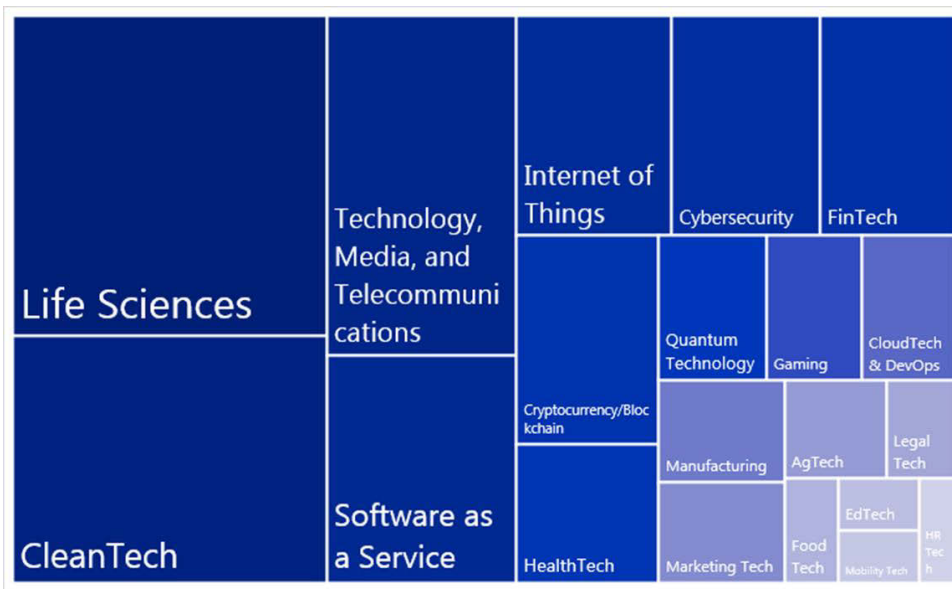 Life Sciences
CleanTech
Technology,
Media, and
Telecommuni
cations
Software as
a Service
Internet of
Things
Cybersecurity
FinTech
Cryptocurrency/Bloc
kchain
HealthTech
Quantum
Technology
Gaming
CloudTech
& DevOps
Manufacturing
AgTech
Legal
Tech
Marketing Tech
Food
Tech
EdTech
Mobility Tech
HR
Tec
h